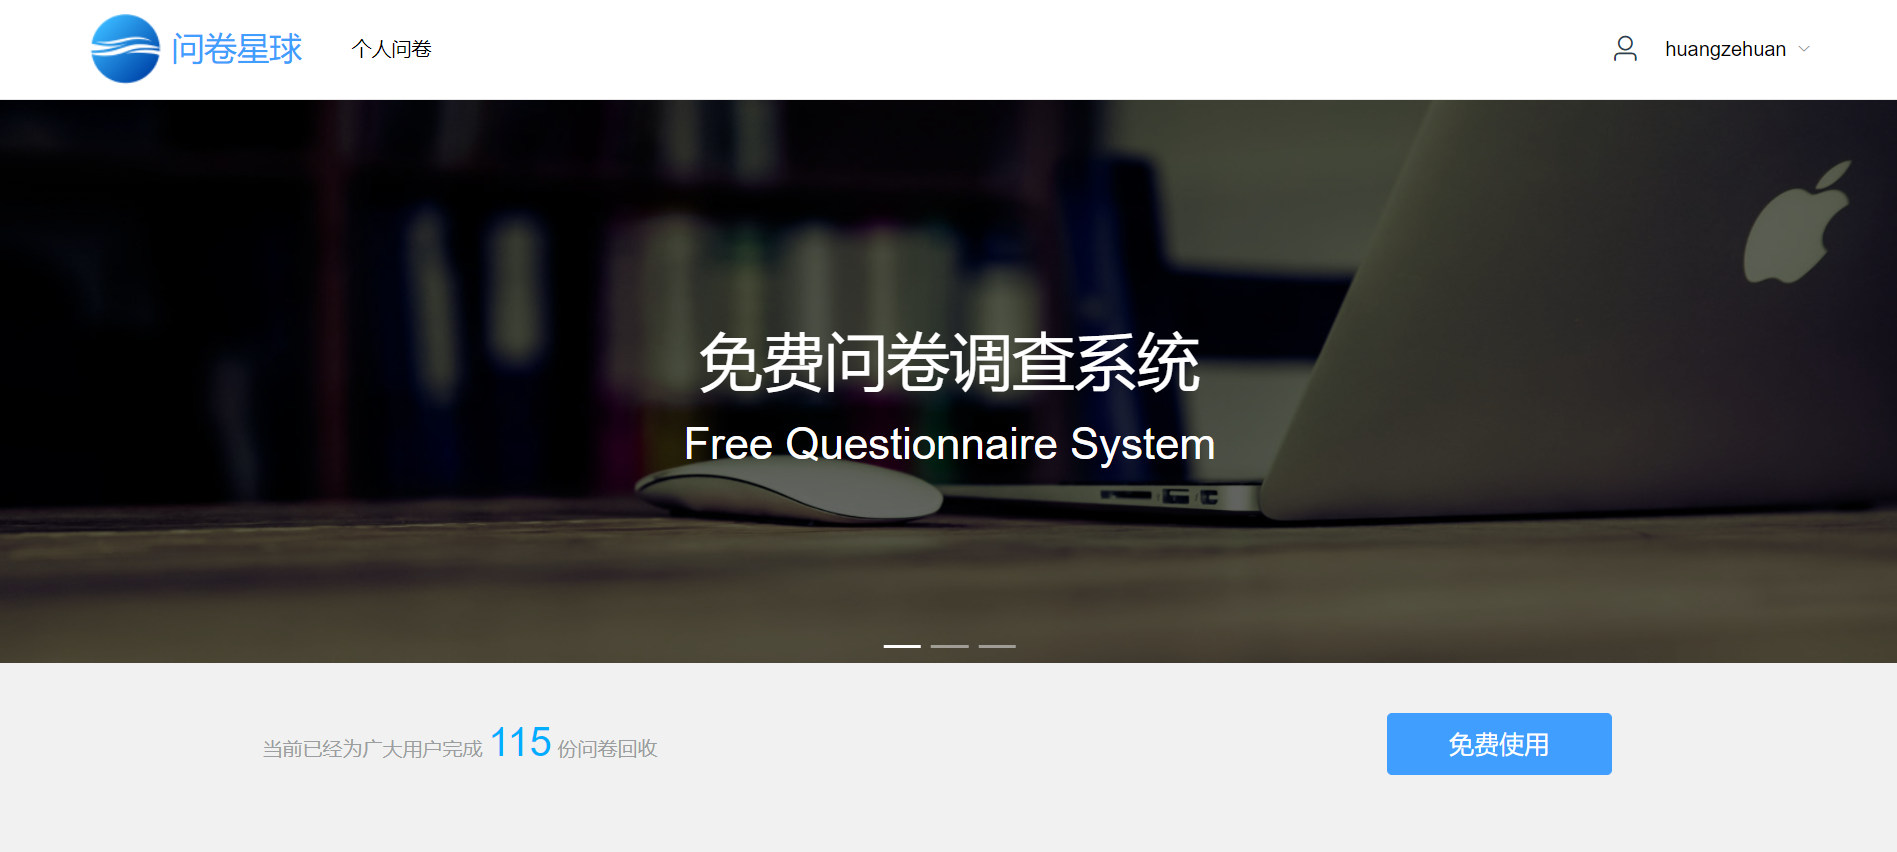 问卷星球
个人问卷
huangzehuan
免费问卷调查系统
Free Questionnaire System
当前已经为广大用户完成 115 份问卷回收
免费使用